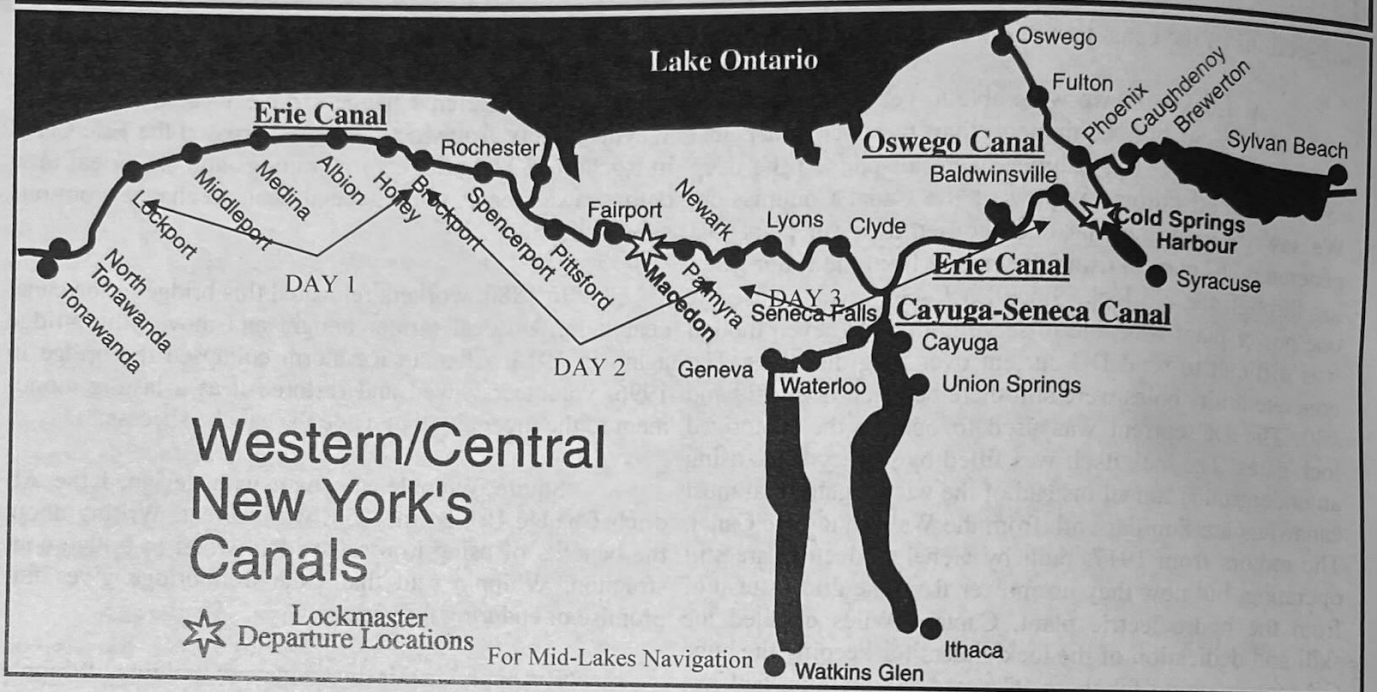 Lake Ontario
Oswego
Fulton
Phoenix
Caughdenoy
Brewerton
Sylvan Beach
Erie Canal
Oswego Canal
Baldwinsville
Cold Springs
Harbour
Syracuse
Rochester
Lockport
Middleport
Medina
Albion
Holley
Brockport
Spencerport
Pittsford
Fairport
Macedon
Newark
Palmyra
Lyons
Clyde
Erie Canal
North
Tonawanda
Tonawanda
DAY 1
DAY 2
DAY 3
Seneca Falls
Cayuga-Seneca Canal
Geneva
Waterloo
Cayuga
Union Springs
Western/Central
New York's
Canals
Lockmaster
Departure Locations
For Mid-Lakes Navigation
Watkins Glen
Ithaca